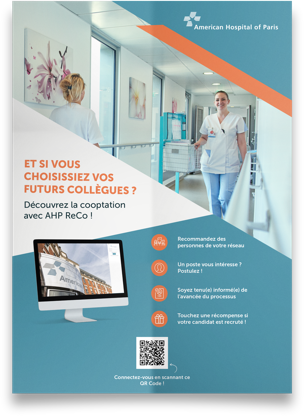 American Hospital of Paris
ET SI VOUS
CHOISISSIEZ VOS
FUTURS COLLÈGUES ?
Découvrez la cooptation
avec AHP ReCo !
American
Recommandez des
personnes de votre réseau
Un poste vous intéresse ?
Postulez !
Soyez tenu(e) informé(e) de
l'avancée du processus
Touchez une récompense si
votre candidat est recruté !
Connectez-vous en scannant ce
QR Code !